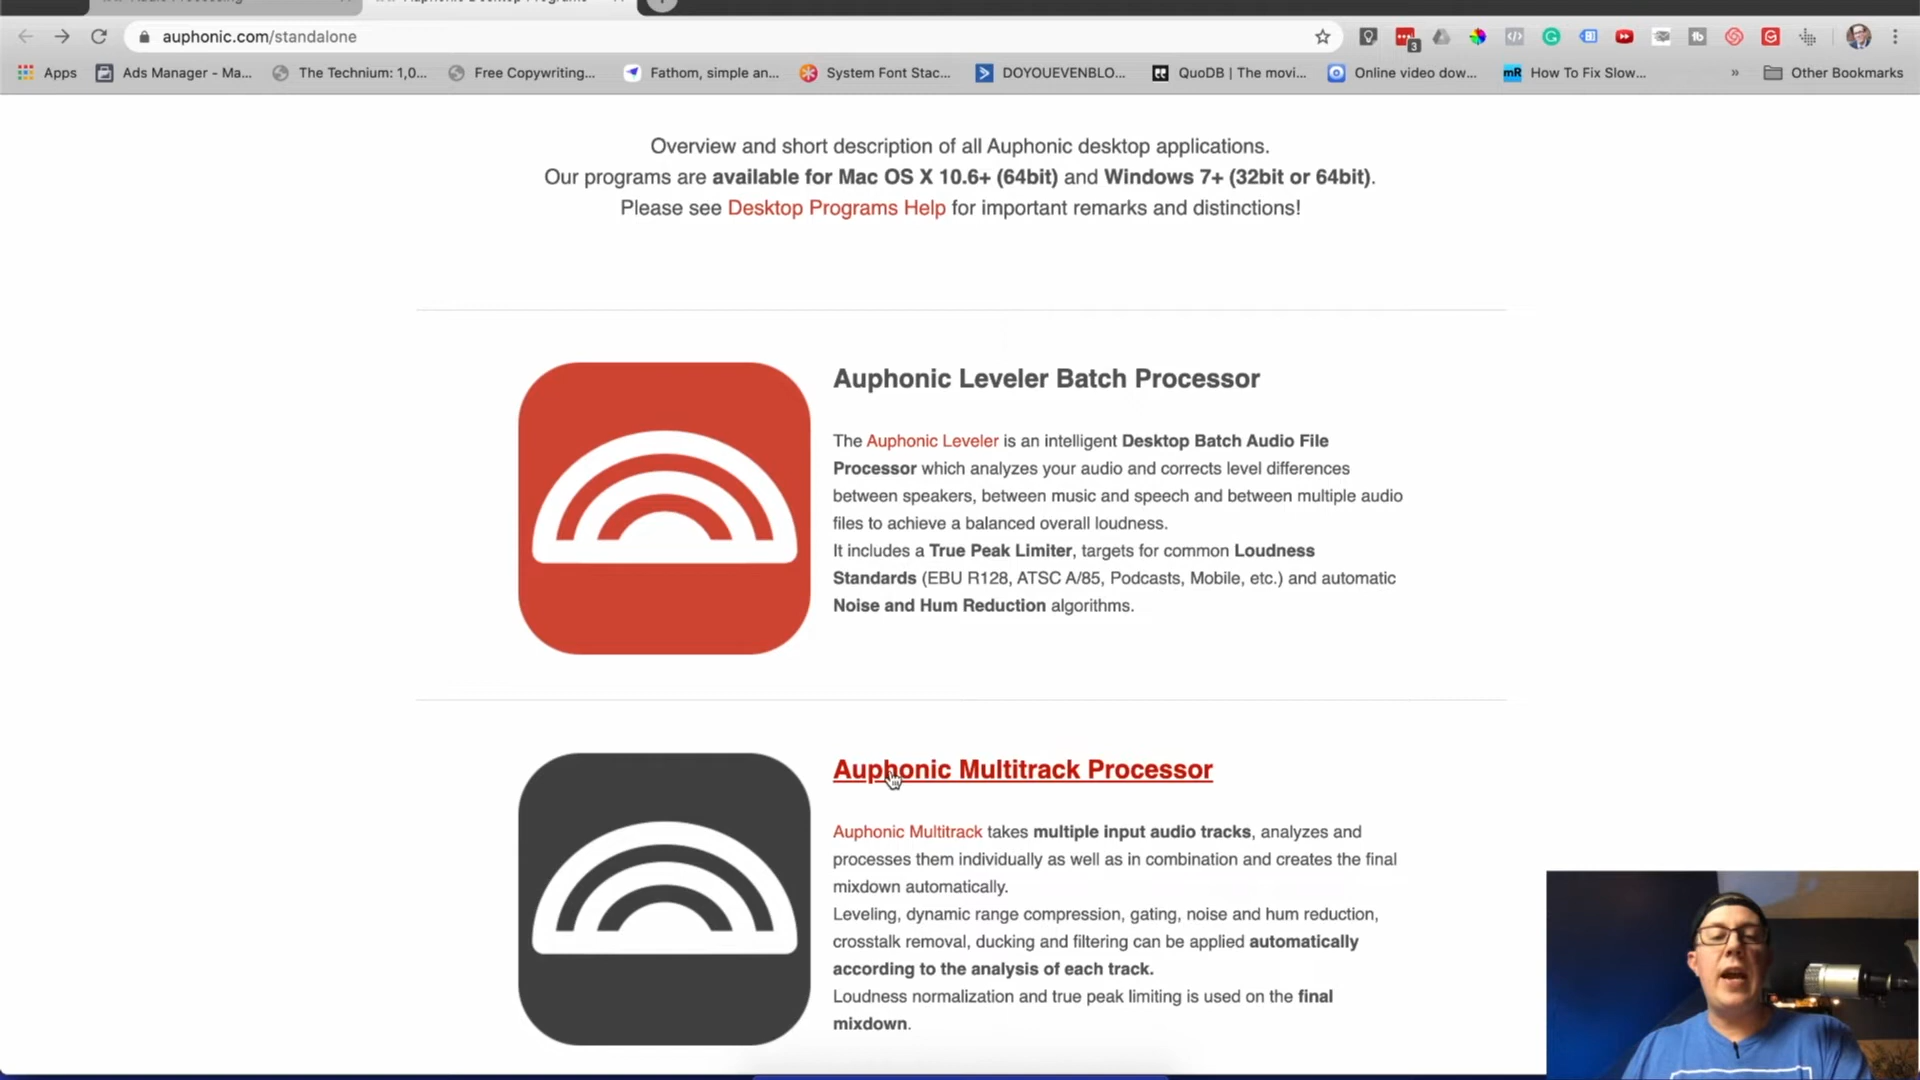 Auphonic Desktop Programs
auphonic.com/standalone
3
Apps
Ads Manager - Ma...
The Technium: 1,0...
Free Copywriting...
Fathom, simple an...
System Font Stac...
DOYOUEVENBLO...
QuoDB | The movi...
Online video dow...
mR
How To Fix Slow...
»
Other Bookmarks
Overview and short description of all Auphonic desktop applications.
Our programs are available for Mac OS X 10.6+ (64bit) and Windows 7+ (32bit or 64bit).
Please see Desktop Programs Help for important remarks and distinctions!
Auphonic Leveler Batch Processor
The Auphonic Leveler is an intelligent Desktop Batch Audio File
Processor which analyzes your audio and corrects level differences
between speakers, between music and speech and between multiple audio
files to achieve a balanced overall loudness.
It includes a True Peak Limiter, targets for common Loudness
Standards (EBU R128, ATSC A/85, Podcasts, Mobile, etc.) and automatic
Noise and Hum Reduction algorithms.
Auphonic Multitrack Processor
Auphonic Multitrack takes multiple input audio tracks, analyzes and
processes them individually as well as in combination and creates the final
mixdown automatically.
Leveling, dynamic range compression, gating, noise and hum reduction,
crosstalk removal, ducking and filtering can be applied automatically
according to the analysis of each track.
Loudness normalization and true peak limiting is used on the final
mixdown.